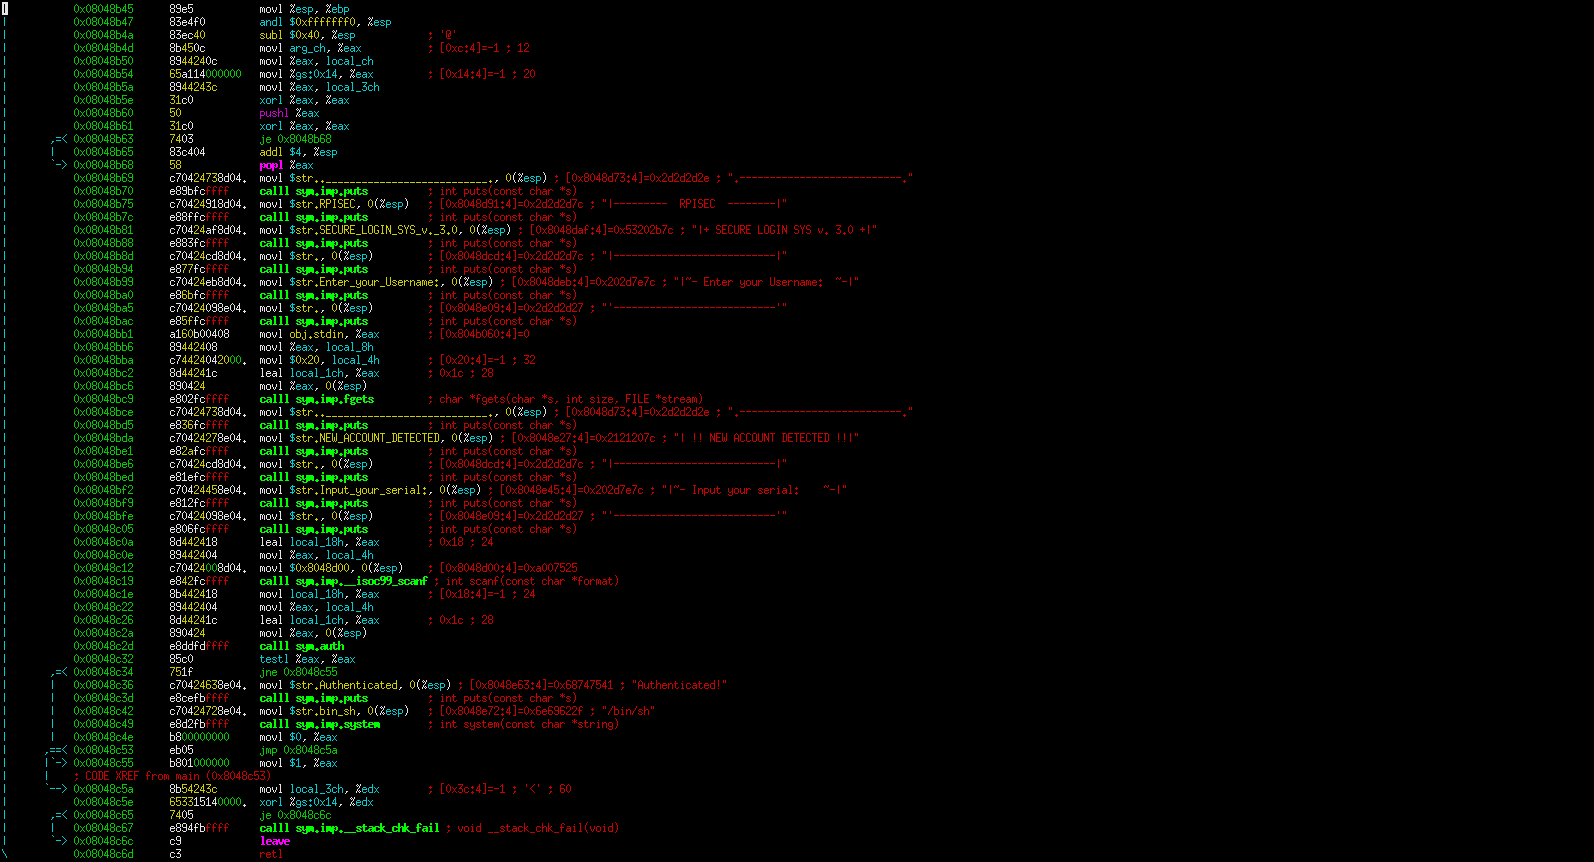 0x08048b45 89e5 movl %esp, %ebp
0x08048b47 83e4f0 andl $0xfffffff0, %esp
0x08048b4a 83ec40 subl $0x40, %esp ; '@'
0x08048b4d 8b450c movl arg_ch, %eax ; [0xc:4]=-1 ; 12
0x08048b50 8944240c movl %eax, local_ch
0x08048b54 65a114000000 movl %gs:0x14, %eax ; [0x14:4]=-1 ; 20
0x08048b5a 8944243c movl %eax, local_3ch
0x08048b5e 31c0 xorl %eax, %eax
0x08048b60 50 pushl %eax
0x08048b61 31c0 xorl %eax, %eax
,=< 0x08048b63 7403 je 0x8048b68
| 0x08048b65 83c404 addl $4, %esp
`-> 0x08048b68 58 popl %eax
0x08048b69 c70424738d04. movl $str..___________________________., 0(%esp) ; [0x8048d73:4]=0x2d2d2d2e ; ".---------------------------."
0x08048b70 e89bfcffff calll sym.imp.puts ; int puts(const char *s)
0x08048b75 c70424918d04. movl $str.RPISEC, 0(%esp) ; [0x8048d91:4]=0x2d2d2d7c ; "|---------  RPISEC  --------|"
0x08048b7c e88ffcffff calll sym.imp.puts ; int puts(const char *s)
0x08048b81 c70424af8d04. movl $str.SECURE_LOGIN_SYS_v._3.0, 0(%esp) ; [0x8048daf:4]=0x53202b7c ; "|+ SECURE LOGIN SYS v. 3.0 +|"
0x08048b88 e883fcffff calll sym.imp.puts ; int puts(const char *s)
0x08048b8d c70424cd8d04. movl $str., 0(%esp) ; [0x8048dcd:4]=0x2d2d2d7c ; "|---------------------------|"
0x08048b94 e877fcffff calll sym.imp.puts ; int puts(const char *s)
0x08048b99 c70424eb8d04. movl $str.Enter_your_Username:, 0(%esp) ; [0x8048deb:4]=0x202d7e7c ; "|~- Enter your Username:  ~-|"
0x08048ba0 e86bfcffff calll sym.imp.puts ; int puts(const char *s)
0x08048ba5 c70424098e04. movl $str., 0(%esp) ; [0x8048e09:4]=0x2d2d2d27 ; "'---------------------------'"
0x08048bac e85ffcffff calll sym.imp.puts ; int puts(const char *s)
0x08048bb1 a160b00408 movl obj.stdin, %eax ; [0x804b060:4]=0
0x08048bb6 89442408 movl %eax, local_8h
0x08048bba c74424042000. movl $0x20, local_4h ; [0x20:4]=-1 ; 32
0x08048bc2 8d44241c leal local_1ch, %eax ; 0x1c ; 28
0x08048bc6 890424 movl %eax, 0(%esp)
0x08048bc9 e802fcffff calll sym.imp.fgets ; char *fgets(char *s, int size, FILE *stream)
0x08048bce c70424738d04. movl $str..___________________________., 0(%esp) ; [0x8048d73:4]=0x2d2d2d2e ; ".---------------------------."
0x08048bd5 e836fcffff calll sym.imp.puts ; int puts(const char *s)
0x08048bda c70424278e04. movl $str.NEW_ACCOUNT_DETECTED, 0(%esp) ; [0x8048e27:4]=0x2121207c ; "| !! NEW ACCOUNT DETECTED !!|"
0x08048be1 e82afcffff calll sym.imp.puts ; int puts(const char *s)
0x08048be6 c70424cd8d04. movl $str., 0(%esp) ; [0x8048dcd:4]=0x2d2d2d7c ; "|---------------------------|"
0x08048bed e81efcffff calll sym.imp.puts ; int puts(const char *s)
0x08048bf2 c70424458e04. movl $str.Input_your_serial:, 0(%esp) ; [0x8048e45:4]=0x202d7e7c ; "|~- Input your serial:    ~-|"
0x08048bf9 e812fcffff calll sym.imp.puts ; int puts(const char *s)
0x08048bfe c70424098e04. movl $str., 0(%esp) ; [0x8048e09:4]=0x2d2d2d27 ; "'---------------------------'"
0x08048c05 e806fcffff calll sym.imp.puts ; int puts(const char *s)
0x08048c0a 8d442418 leal local_18h, %eax ; 0x18 ; 24
0x08048c0e 89442404 movl %eax, local_4h
0x08048c12 c70424008d04. movl $0x8048d00, 0(%esp) ; [0x8048d00:4]=0xa007525
0x08048c19 e842fcffff calll sym.imp.__isoc99_scanf ; int scanf(const char *format)
0x08048c1e 8b442418 movl local_18h, %eax ; [0x18:4]=-1 ; 24
0x08048c22 89442404 movl %eax, local_4h
0x08048c26 8d44241c leal local_1ch, %eax ; 0x1c ; 28
0x08048c2a 890424 movl %eax, 0(%esp)
0x08048c2d e8ddfdffff calll sym.auth
0x08048c32 85c0 testl %eax, %eax
,=< 0x08048c34 751f jne 0x8048c55
| 0x08048c36 c70424638e04. movl $str.Authenticated, 0(%esp) ; [0x8048e63:4]=0x68747541 ; "Authenticated!"
| 0x08048c3d e8cefbffff calll sym.imp.puts ; int puts(const char *s)
| 0x08048c42 c70424728e04. movl $str.bin_sh, 0(%esp) ; [0x8048e72:4]=0x6e69622f ; "/bin/sh"
| 0x08048c49 e8d2fbffff calll sym.imp.system ; int system(const char *string)
| 0x08048c4e b800000000 movl $0, %eax
,==< 0x08048c53 eb05 jmp 0x8048c5a
|`-> 0x08048c55 b801000000 movl $1, %eax
| ; CODE XREF from main (0x8048c53)
`--> 0x08048c5a 8b54243c movl local_3ch, %edx ; [0x3c:4]=-1 ; '<' ; 60
0x08048c5e 653315140000. xorl %gs:0x14, %edx
,=< 0x08048c65 7405 je 0x8048c6c
| 0x08048c67 e894fbffff calll sym.imp.__stack_chk_fail ; void __stack_chk_fail(void)
`-> 0x08048c6c c9 leave
0x08048c6d c3 retl